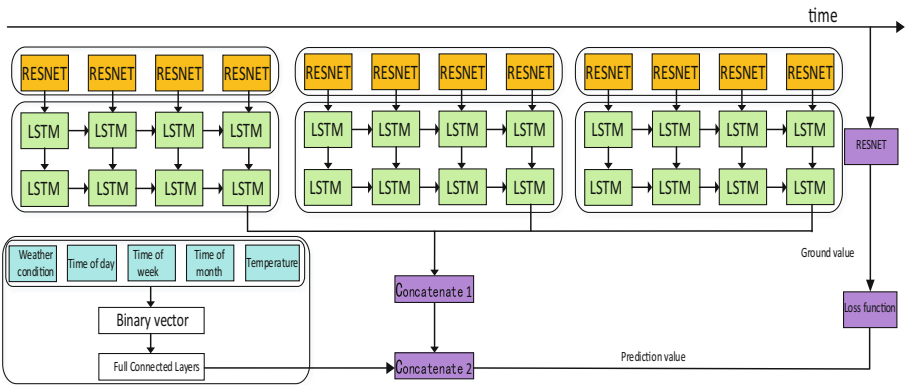 time
RESNET RESNET RESNET RESNET RESNET RESNET RESNET RESNET RESNET RESNET RESNET RESNET
LSTM LSTM LSTM LSTM LSTM LSTM LSTM LSTM LSTM LSTM LSTM LSTM
RESNET
LSTM LSTM LSTM LSTM LSTM LSTM LSTM LSTM LSTM LSTM LSTM LSTM
Weather
condition
Time of day
Time of
week
Time of
month
Temperature
Ground value
Concatenate 1
Binary vector
Loss function
Full Connected Layers
Concatenate 2
Prediction value